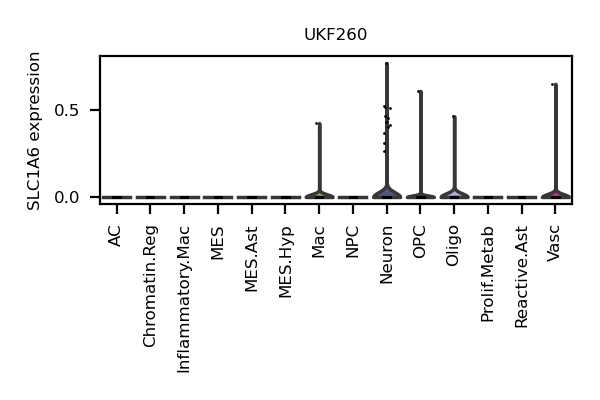 UKF260
SLC1A6 expression
0.5
0.0
AC
Chromatin.Reg
Inflammatory.Mac
MES
MES.Ast
MES.Hyp
Mac
NPC
Neuron
OPC
Oligo
Prolif.Metab
Reactive.Ast
Vasc